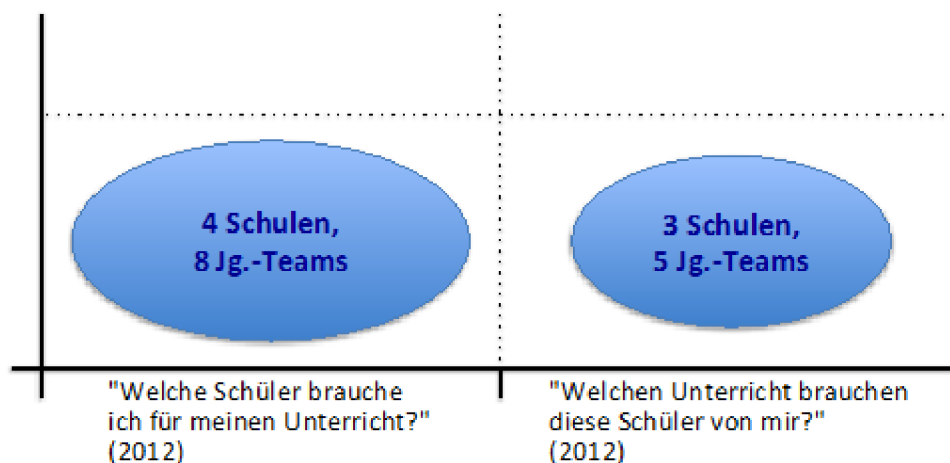 4 Schulen,
8 Jg.-Teams
3 Schulen,
5 Jg.-Teams
"Welche Schüler brauche
ich für meinen Unterricht?"
(2012)
"Welchen Unterricht brauchen
diese Schüler von mir?"
(2012)